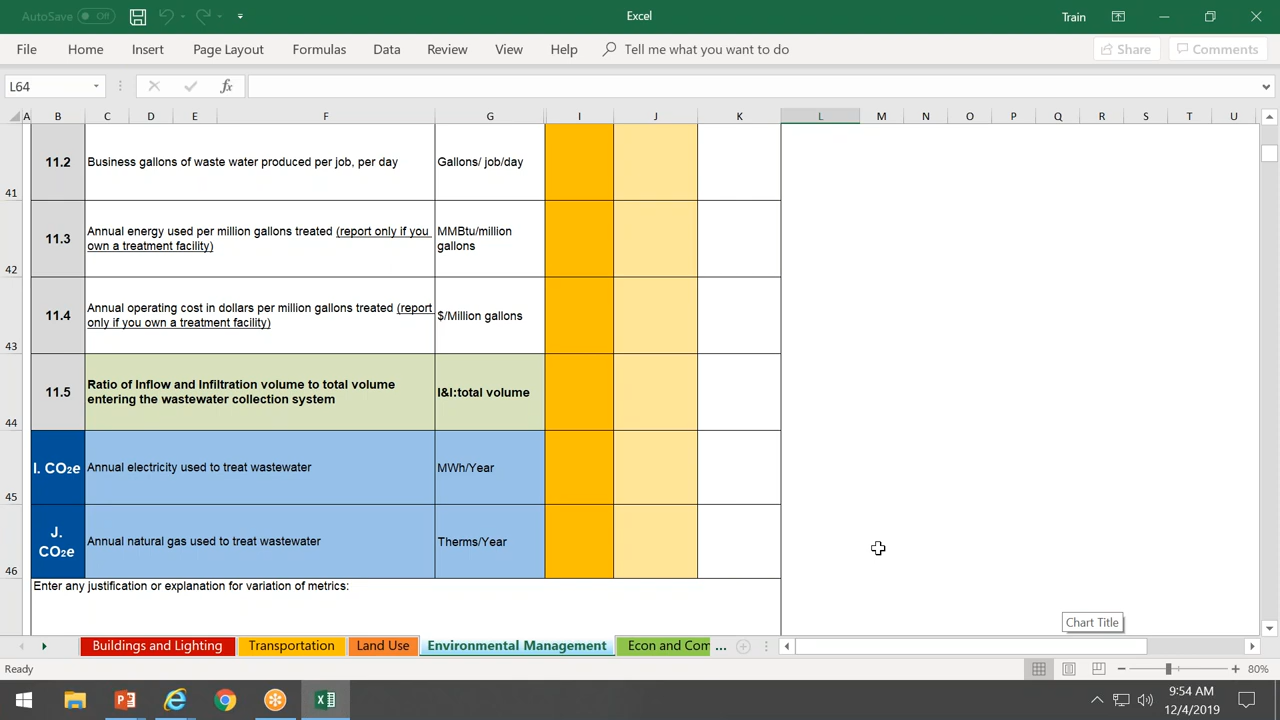 AutoSave Off
Excel
Train
File Home Insert Page Layout Formulas Data Review View Help Tell me what you want to do Share Comments
L64
fx
A B C D E F G I J K L M N O P Q R S T U
11.2 Business gallons of waste water produced per job, per day Gallons/ job/day
41
11.3 Annual energy used per million gallons treated (report only if you MMBtu/million
own a treatment facility) gallons
42
11.4 Annual operating cost in dollars per million gallons treated (report
only if you own a treatment facility) $/Million gallons
43
11.5 Ratio of Inflow and Infiltration volume to total volume
entering the wastewater collection system I&I:total volume
44
I. CO2e Annual electricity used to treat wastewater MWh/Year
45
J.
CO2e Annual natural gas used to treat wastewater Therms/Year
46
Enter any justification or explanation for variation of metrics:
Chart Title
Buildings and Lighting Transportation Land Use Environmental Management Econ and Com ...
Ready
80%
9:54 AM
12/4/2019